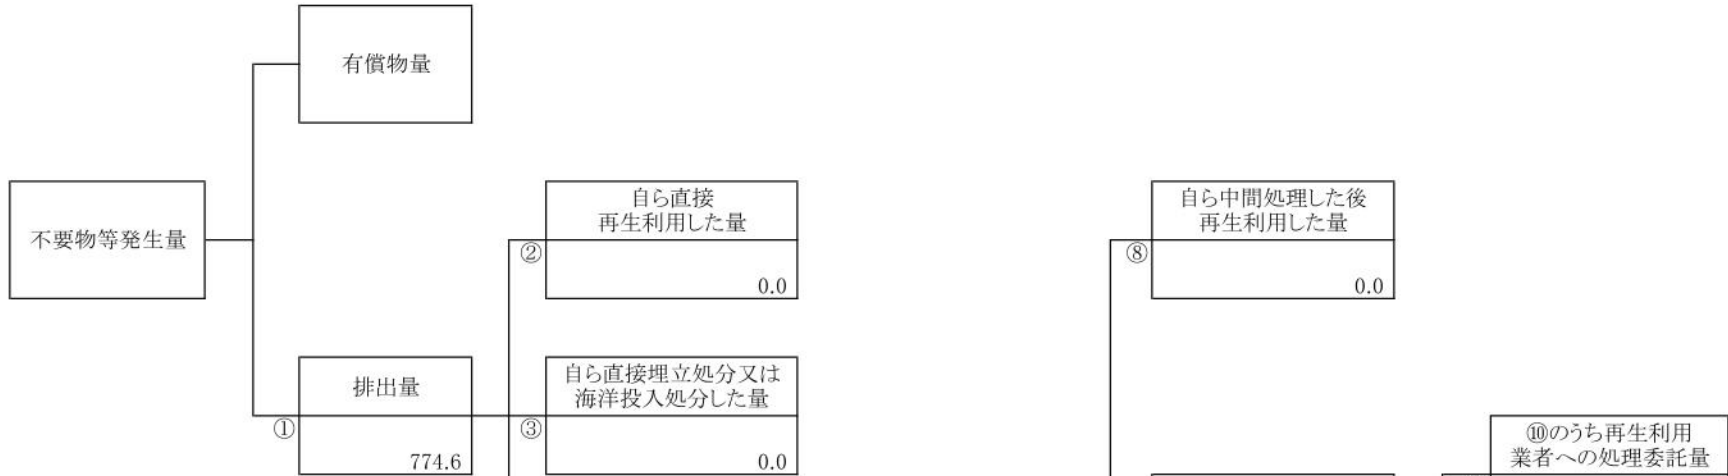 有償物量
不要物等発生量
自ら直接
再生利用した量
②
0.0
自ら中間処理した後
再生利用した量
⑧
0.0
排出量
①
774.6
自ら直接埋立処分又は
海洋投入処分した量
③
0.0
⑩のうち再生利用
業者への処理委託量